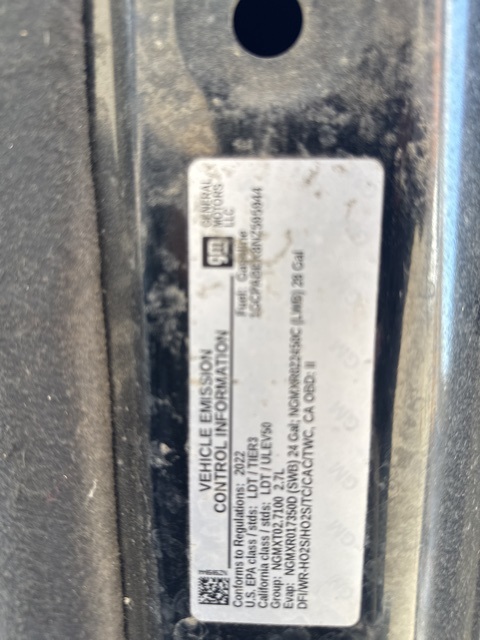 VEHICLE EMISSION
CONTROL INFORMATION
gm
GENERAL
MOTORS
LLC
Conforms to Regulations: 2022
Fuel: Gasoline
U.S. EPA class / stds: LDT / TIER3
California class / stds: LDT / ULEV50
Group: NGMXT02.7100 2.7L
Evap: NGMXR017350D (SWB) 24 Gal; NGMXR022450C (LWB) 28 Gal
DFI/WR-HO2S/HO2S/TC/CAC/TWC, CA OBD: II